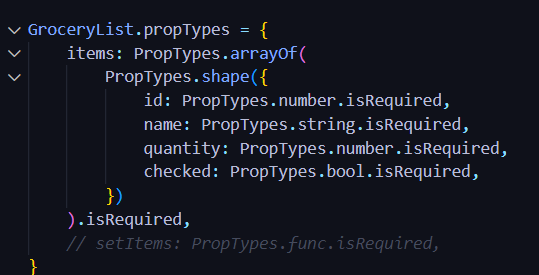 GroceryList.propTypes = {
    items: PropTypes.arrayOf(
        PropTypes.shape({
            id: PropTypes.number.isRequired,
            name: PropTypes.string.isRequired,
            quantity: PropTypes.number.isRequired,
            checked: PropTypes.bool.isRequired,
        })
    ).isRequired,
    // setItems: PropTypes.func.isRequired,
}